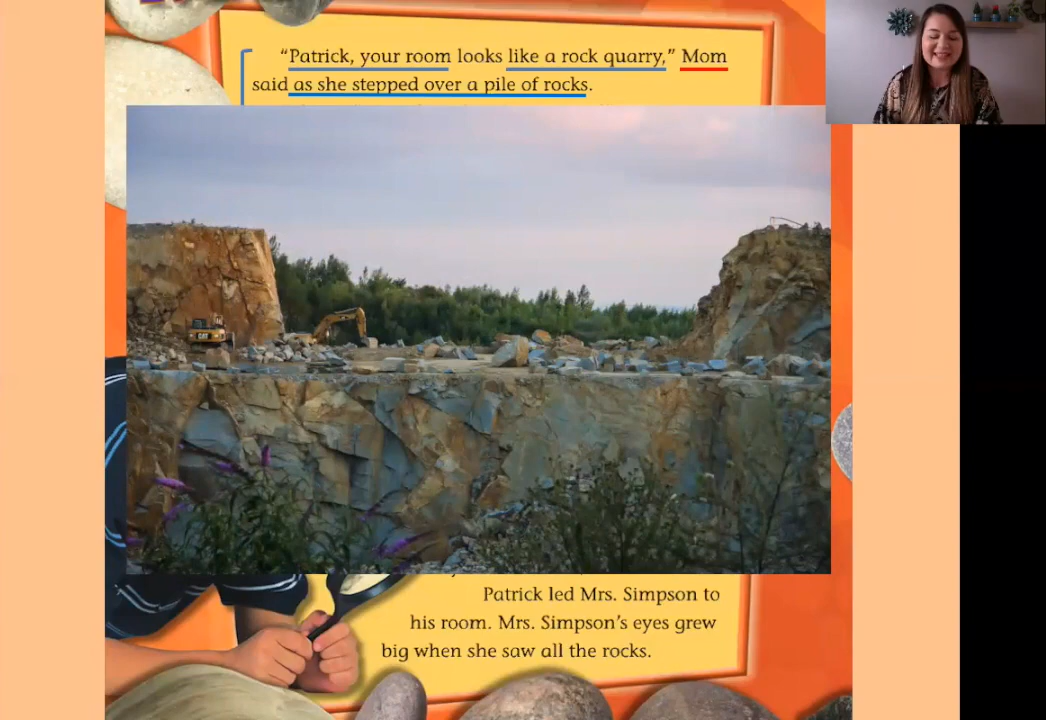 “Patrick, your room looks like a rock quarry,” Mom
said as she stepped over a pile of rocks.
CAT
Patrick led Mrs. Simpson to
his room. Mrs. Simpson’s eyes grew
big when she saw all the rocks.